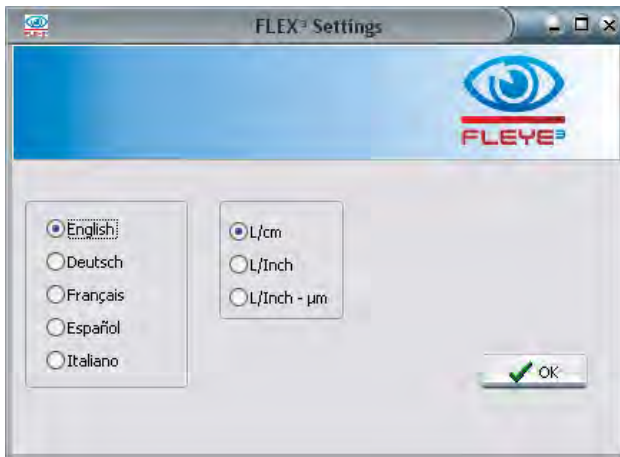 FLEX³ Settings
FLEYE³
English
Deutsch
Français
Español
Italiano
L/cm
L/Inch
L/Inch - µm
OK